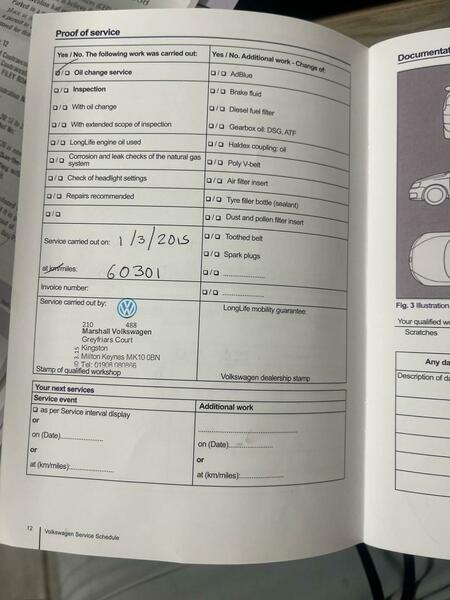 Proof of service
Yes / No. The following work was carried out:
❑/❑ Oil change service
❑/❑ Inspection
❑/❑ With oil change
❑/❑ With extended scope of inspection
❑/❑ LongLife engine oil used
❑/❑ Corrosion and leak checks of the natural gas
system
❑/❑ Check of headlight settings
❑/❑ Repairs recommended
❑/❑
Service carried out on: 1/3/2015
at km/miles: 60301
Invoice number:
Service carried out by:
210 488
Marshall Volkswagen
Greyfriars Court
Kingston
Milton Keynes MK10 0BN
Tel: 01908 080866
Stamp of qualified workshop
Yes / No. Additional work - Change of:
❑/❑ AdBlue
❑/❑ Brake fluid
❑/❑ Diesel fuel filter
❑/❑ Gearbox oil: DSG, ATF
❑/❑ Haldex coupling: oil
❑/❑ Poly V-belt
❑/❑ Air filter insert
❑/❑ Tyre filler bottle (sealant)
❑/❑ Dust and pollen filter insert
❑/❑ Toothed belt
❑/❑ Spark plugs
❑/❑ ......................
❑/❑ ......................
LongLife mobility guarantee:
Volkswagen dealership stamp
Your next services
Service event
❑ as per Service interval display
or
on (Date)......................
or
at (km/miles):......................
Additional work
on (Date)......................
or
at (km/miles):......................
12
Volkswagen Service Schedule
Fig. 3 Illustration
Your qualified w
Scratches
Any da
Description of d